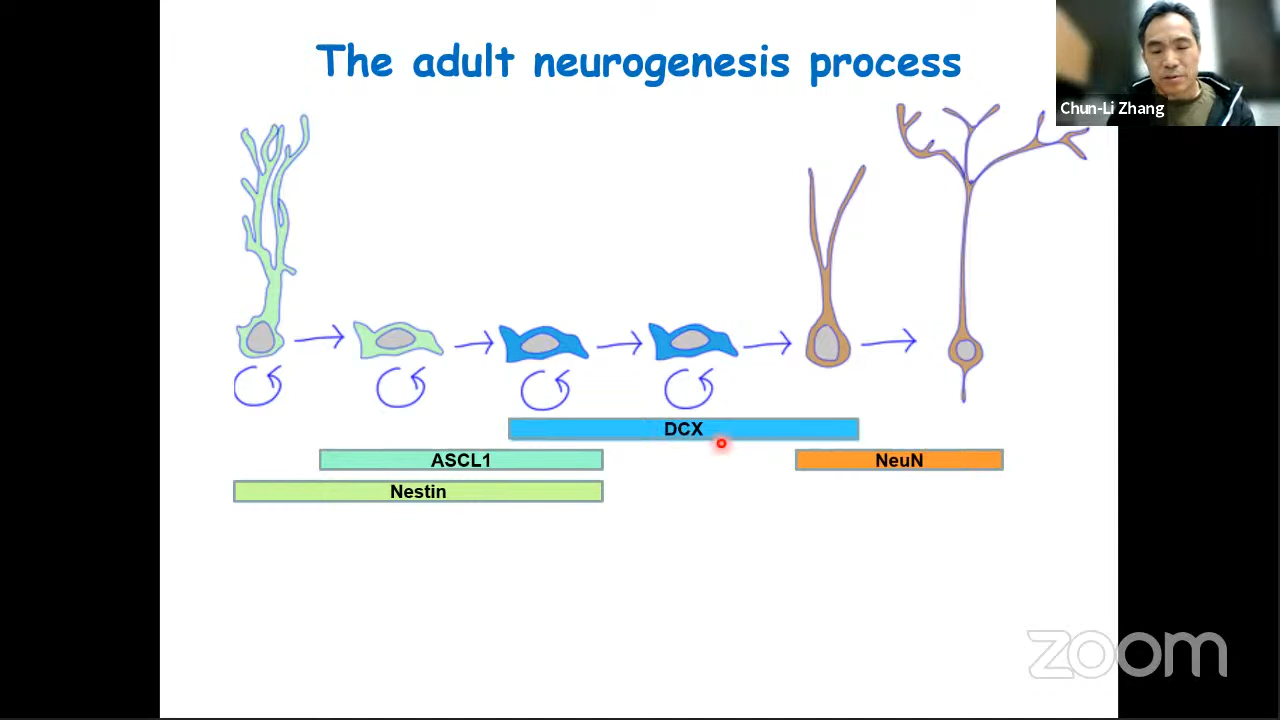 The adult neurogenesis process
Chun-Li Zhang
DCX
ASCL1
NeuN
Nestin
zoom